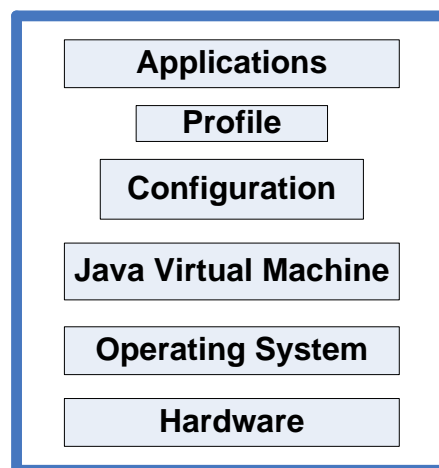 Applications
Profile
Configuration
Java Virtual Machine
Operating System
Hardware